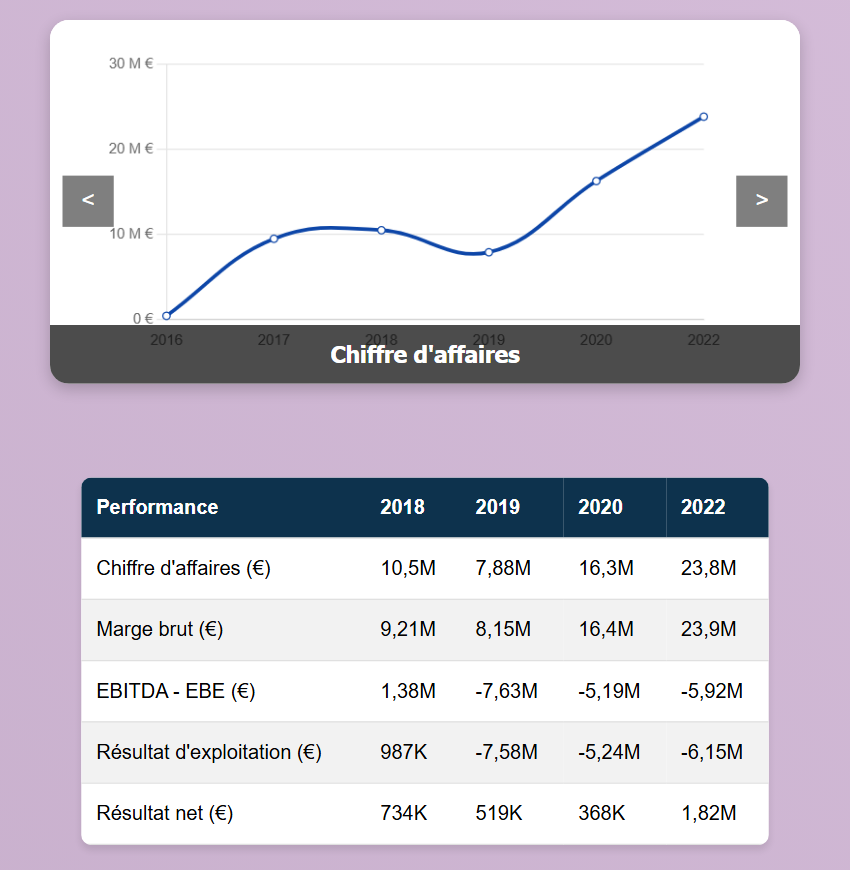 30 M €
20 M €
< >
10 M €
0 €
2016 2017 2018 2019 2020 2022
Chiffre d'affaires
Performance 2018 2019 2020 2022
Chiffre d'affaires (€) 10,5M 7,88M 16,3M 23,8M
Marge brut (€) 9,21M 8,15M 16,4M 23,9M
EBITDA - EBE (€) 1,38M -7,63M -5,19M -5,92M
Résultat d'exploitation (€) 987K -7,58M -5,24M -6,15M
Résultat net (€) 734K 519K 368K 1,82M